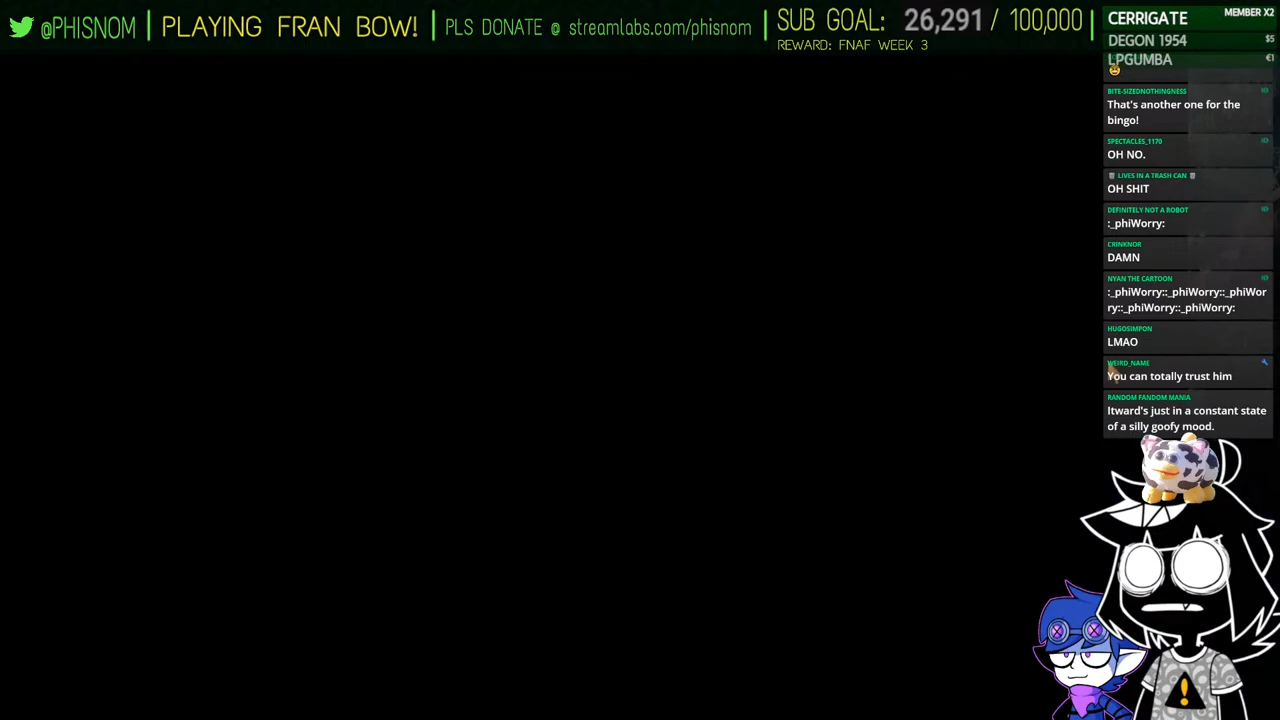 @PHISNOM | PLAYING FRAN BOW! | PLS DONATE @ streamlabs.com/phisnom | SUB GOAL: 26,291 / 100,000 |
REWARD: FNAF WEEK 3
CERRIGATE MEMBER X2
DEGON 1954 $5
LPGUMBA €1
BITE-SIZEDNOTHINGNESS
That's another one for the
bingo!
SPECTACLES_1170
OH NO.
LIVES IN A TRASH CAN
OH SHIT
DEFINITELY NOT A ROBOT
:_phiWorry:
CRINKNOR
DAMN
NYAN THE CARTOON
:_phiWorry::_phiWorry::_phiWor
ry::_phiWorry::_phiWorry:
HUGOSIMPON
LMAO
WEIRD_NAME
You can totally trust him
RANDOM FANDOM MANIA
Itward's just in a constant state
of a silly goofy mood.